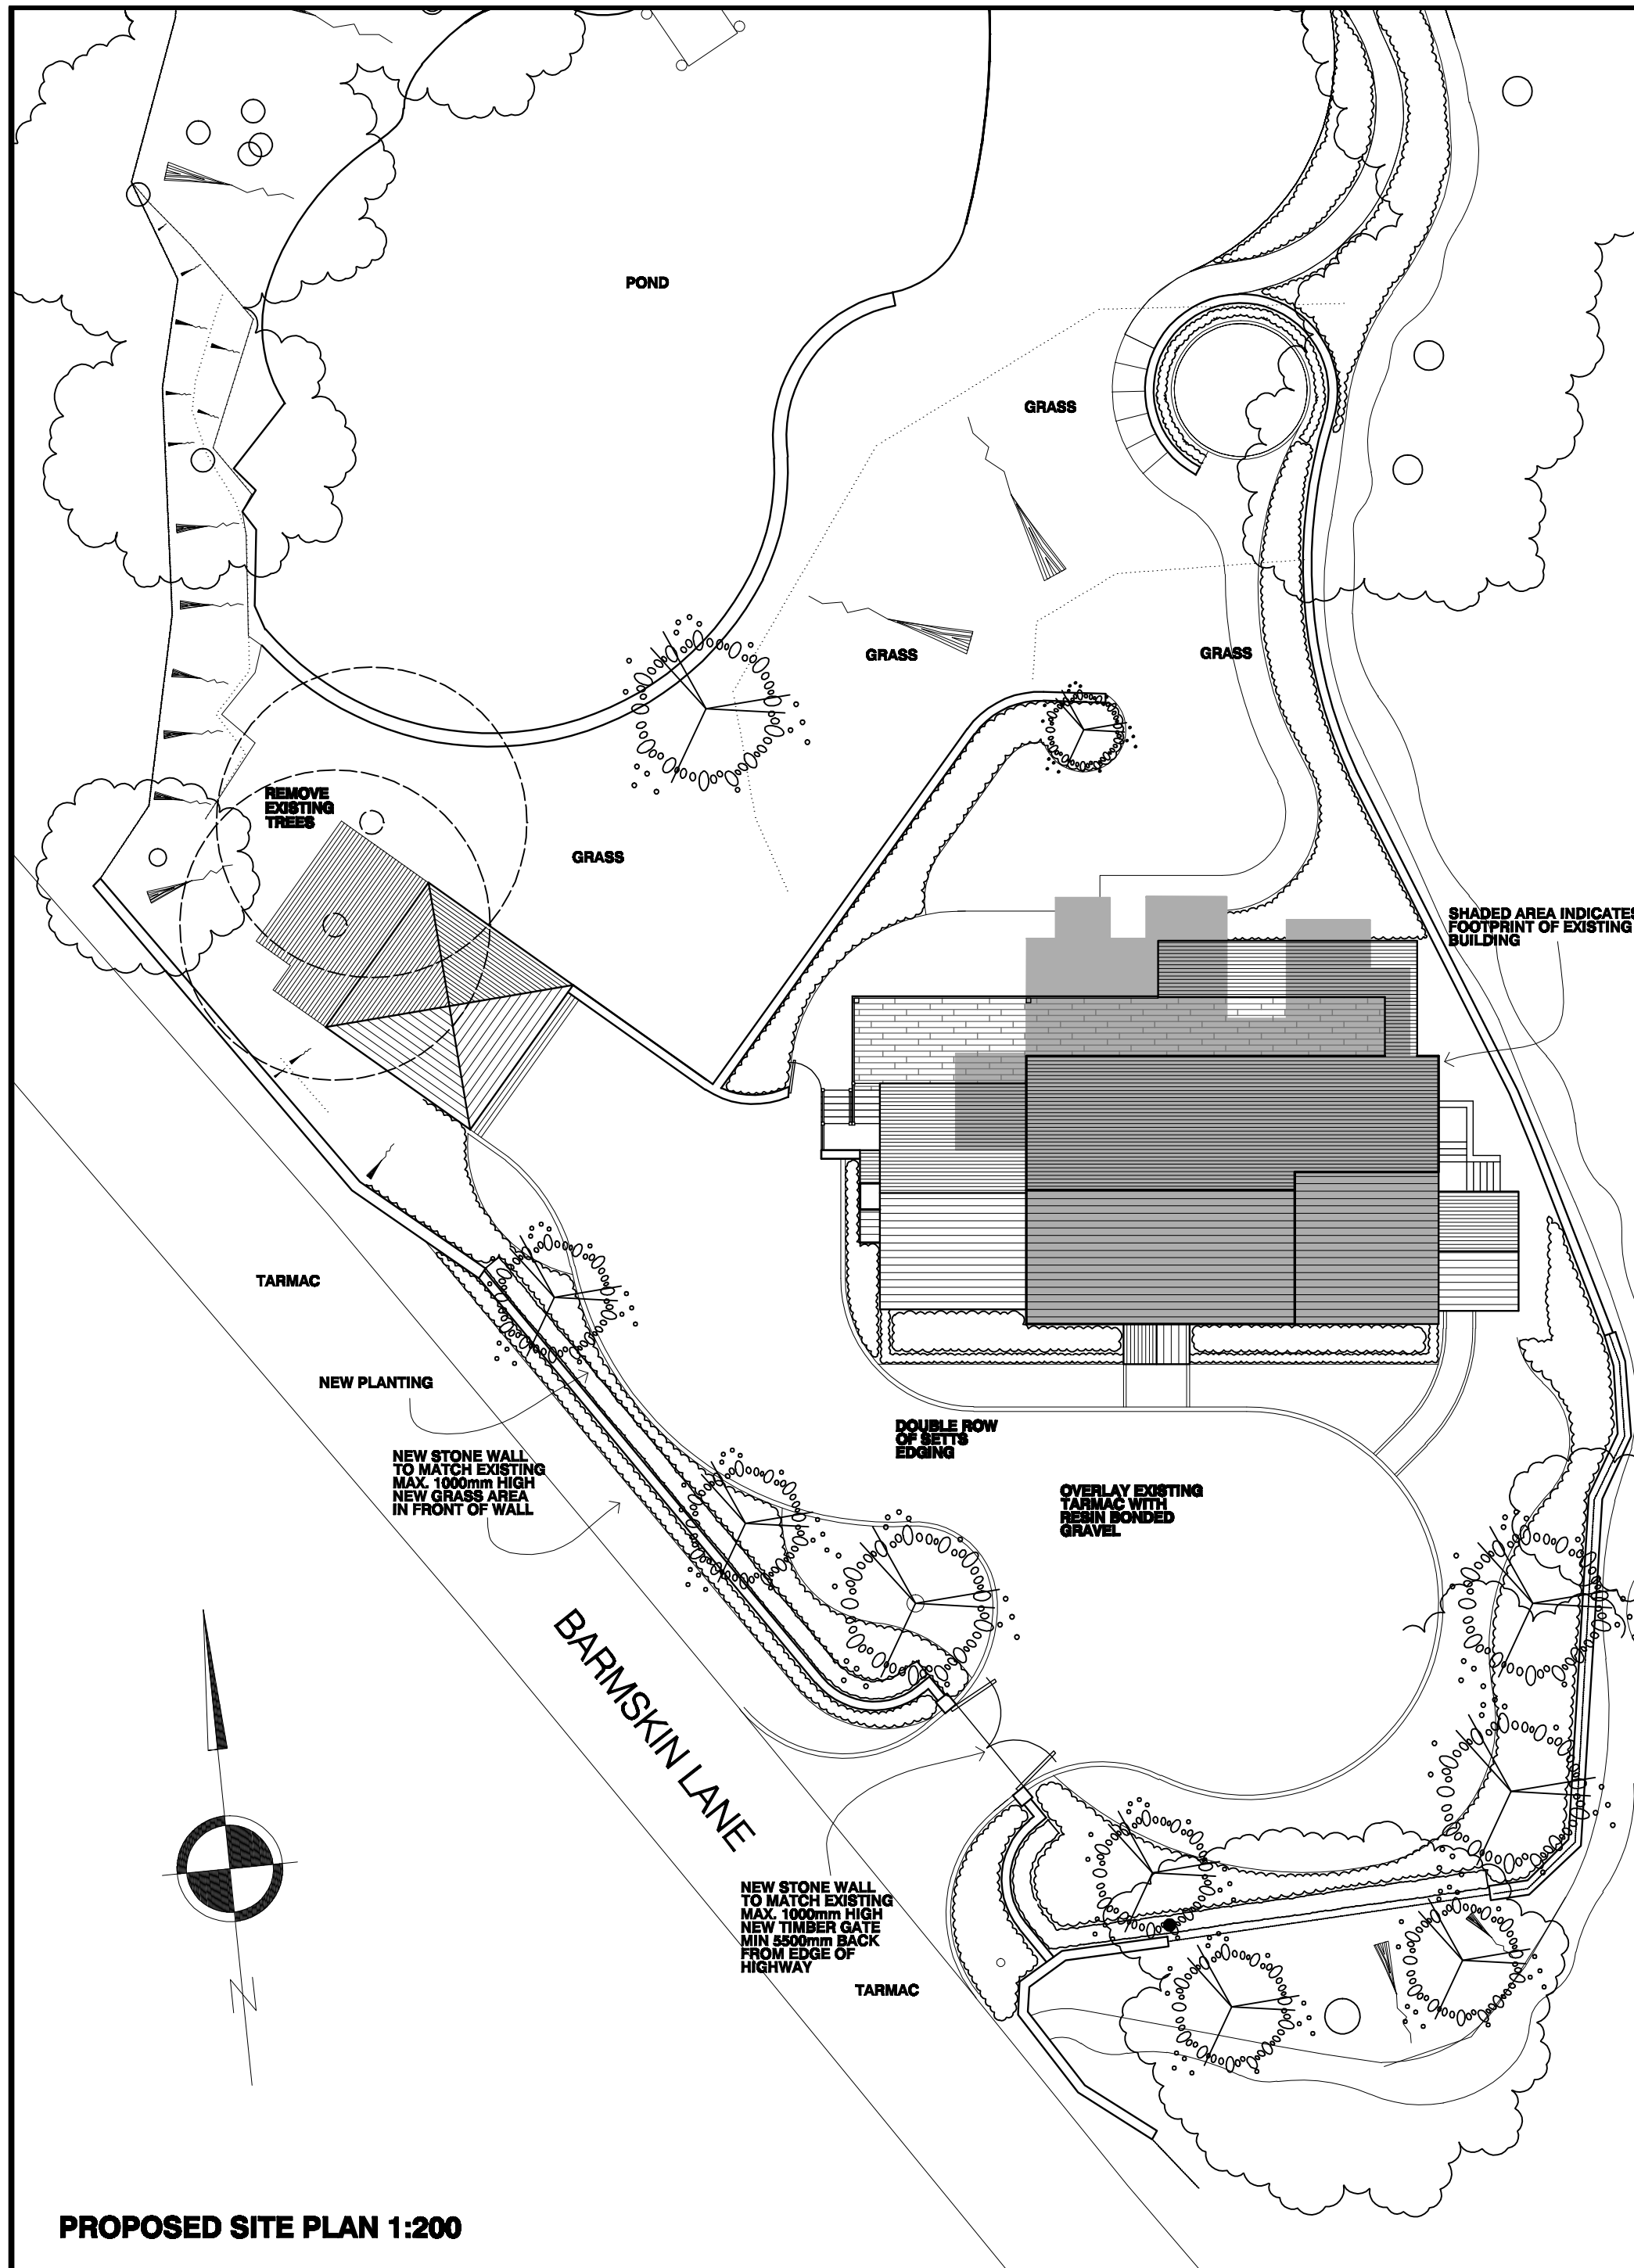 POND
GRASS
GRASS
GRASS
REMOVE
EXISTING
TREES
GRASS
SHADED AREA INDICATES
FOOTPRINT OF EXISTING
BUILDING
TARMAC
NEW PLANTING
DOUBLE ROW
OF SETTS
EDGING
NEW STONE WALL
TO MATCH EXISTING
MAX. 1000mm HIGH
NEW GRASS AREA
IN FRONT OF WALL
OVERLAY EXISTING
TARMAC WITH
RESIN BONDED
GRAVEL
BARMSKIN LANE
NEW STONE WALL
TO MATCH EXISTING
MAX. 1000mm HIGH
NEW TIMBER GATE
MIN 5500mm BACK
FROM EDGE OF
HIGHWAY
TARMAC
N
PROPOSED SITE PLAN 1:200